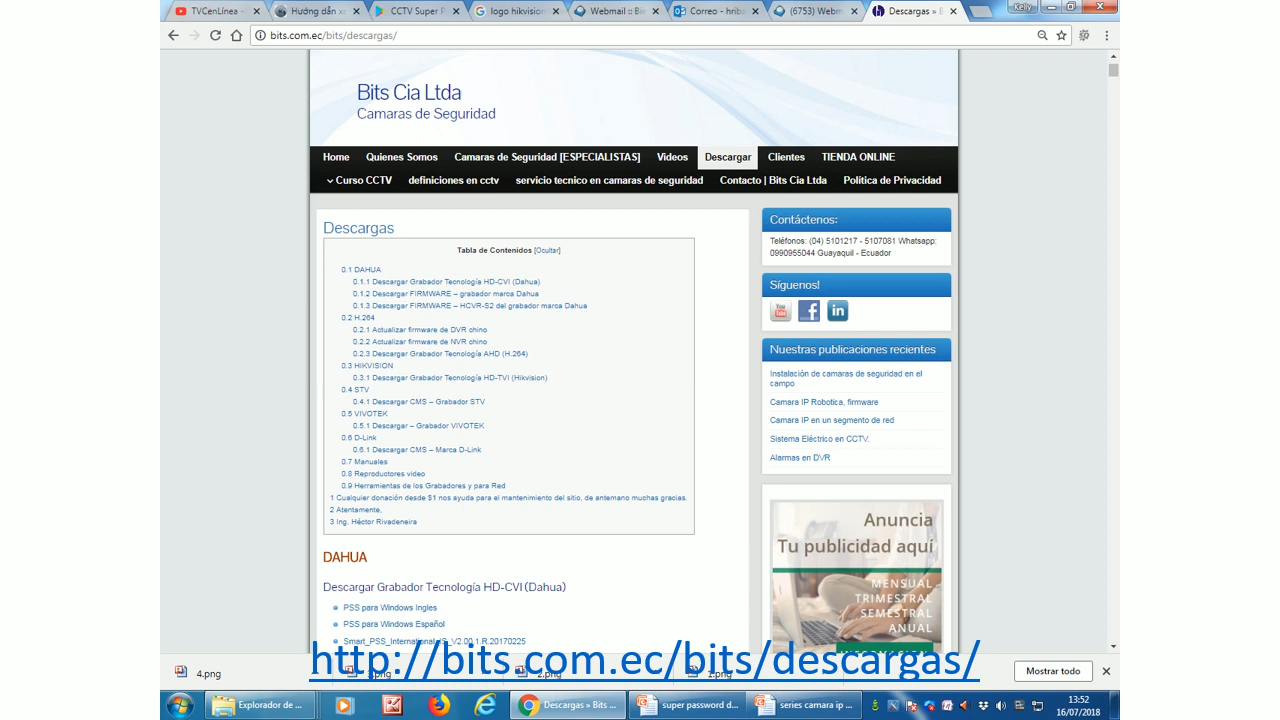 TVCenLínea -
Hướng dẫn x
CCTV Super P
logo hikvision
Webmail :: Bie
Correo - hriba
(6753) Webm
Descargas » B
Kelly
bits.com.ec/bits/descargas/
Bits Cia Ltda
Camaras de Seguridad
Home Quienes Somos Camaras de Seguridad [ESPECIALISTAS] Videos Descargar Clientes TIENDA ONLINE
Curso CCTV definiciones en cctv servicio tecnico en camaras de seguridad Contacto | Bits Cia Ltda Política de Privacidad
Descargas
Tabla de Contenidos [Ocultar]
0.1 DAHUA
0.1.1 Descargar Grabador Tecnología HD-CVI (Dahua)
0.1.2 Descargar FIRMWARE – grabador marca Dahua
0.1.3 Descargar FIRMWARE – HCVR-S2 del grabador marca Dahua
0.2 H.264
0.2.1 Actualizar firmware de DVR chino
0.2.2 Actualizar firmware de NVR chino
0.2.3 Descargar Grabador Tecnología AHD (H.264)
0.3 HIKVISION
0.3.1 Descargar Grabador Tecnología HD-TVI (Hikvision)
0.4 STV
0.4.1 Descargar CMS – Grabador STV
0.5 VIVOTEK
0.5.1 Descargar – Grabador VIVOTEK
0.6 D-Link
0.6.1 Descargar CMS – Marca D-Link
0.7 Manuales
0.8 Reproductores video
0.9 Herramientas de los Grabadores y para Red
1 Cualquier donación desde $1 nos ayuda para el mantenimiento del sitio, de antemano muchas gracias.
2 Atentamente,
3 Ing. Héctor Rivadeneira
DAHUA
Descargar Grabador Tecnología HD-CVI (Dahua)
PSS para Windows Ingles
PSS para Windows Español
Smart_PSS_International_IS_V2.00.1.R.20170225
Contáctenos:
Teléfonos: (04) 5101217 - 5107081 Whatsapp:
0990955044 Guayaquil - Ecuador
Síguenos!
You
Tube
f
in
Nuestras publicaciones recientes
Instalación de camaras de seguridad en el
campo
Camara IP Robotica, firmware
Camara IP en un segmento de red
Sistema Eléctrico en CCTV.
Alarmas en DVR
Anuncia
Tu publicidad aquí
MENSUAL
TRIMESTRAL
SEMESTRAL
ANUAL
http://bits.com.ec/bits/descargas/
4.png
3.png
2.png
1.png
Mostrar todo
Explorador de ...
Descargas » Bits ...
super password d...
series camara ip ...
13:52
16/07/2018